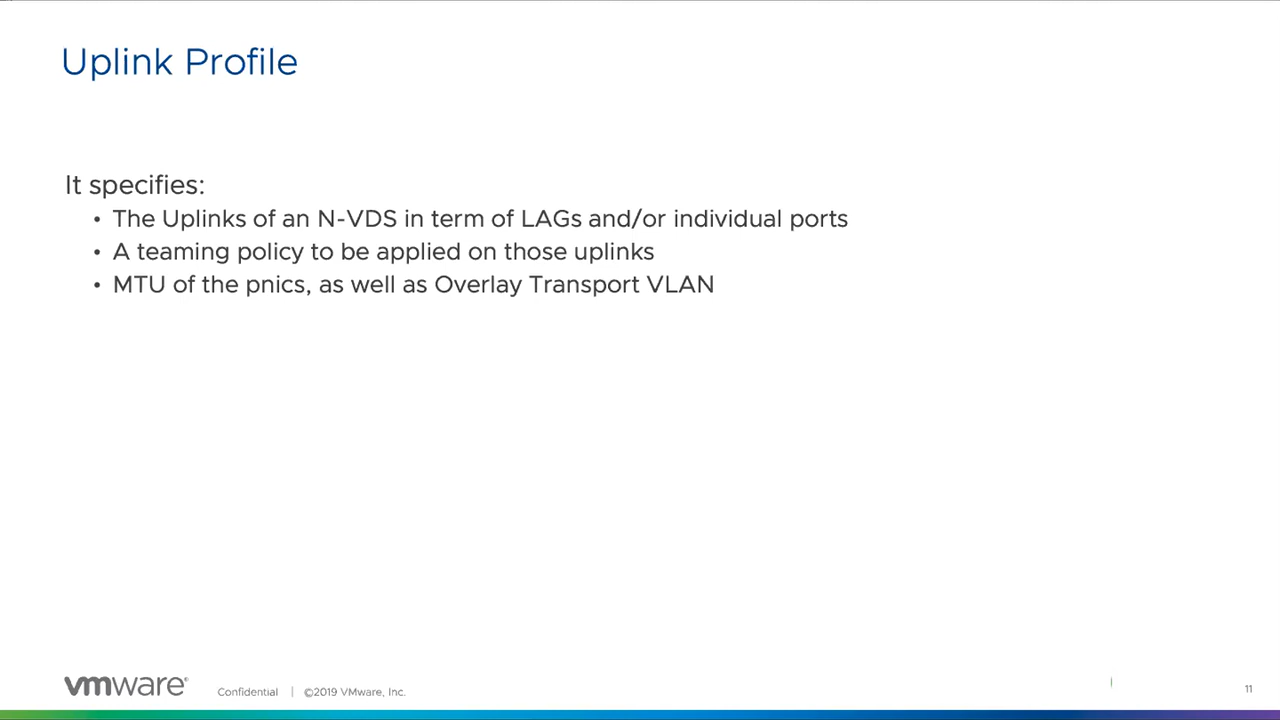 Uplink Profile
It specifies:
• The Uplinks of an N-VDS in term of LAGs and/or individual ports
• A teaming policy to be applied on those uplinks
• MTU of the pnics, as well as Overlay Transport VLAN
vmware® Confidential | ©2019 VMware, Inc. 11